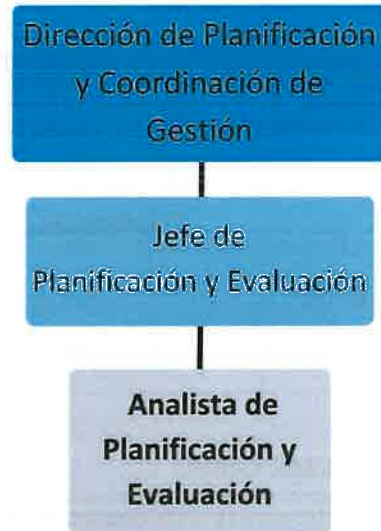 Dirección de Planificación
y Coordinación de
Gestión
Jefe de
Planificación y Evaluación
Analista de
Planificación y
Evaluación